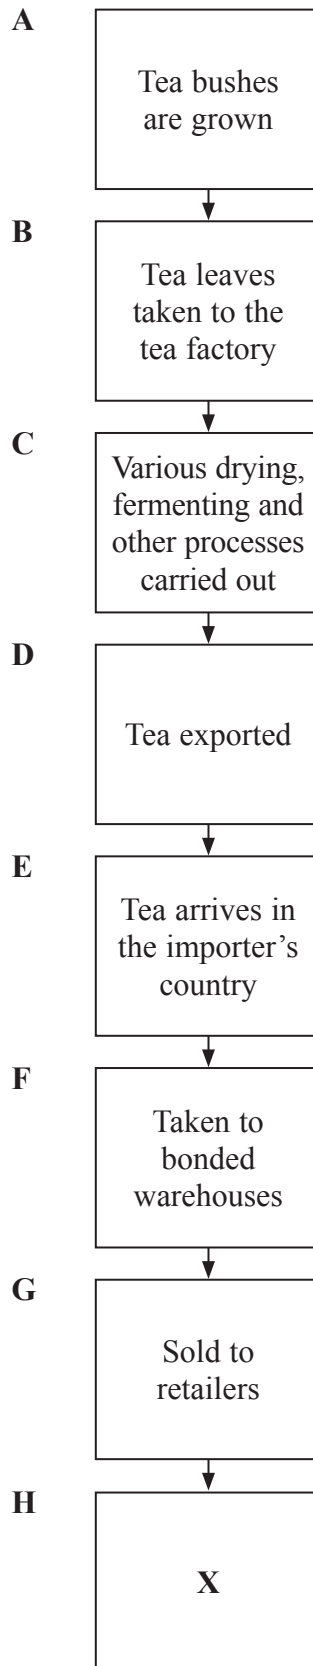 A
Tea bushes
are grown
B
Tea leaves
taken to the
tea factory
C
Various drying,
fermenting and
other processes
carried out
D
Tea exported
E
Tea arrives in
the importer’s
country
F
Taken to
bonded
warehouses
G
Sold to
retailers
H
X